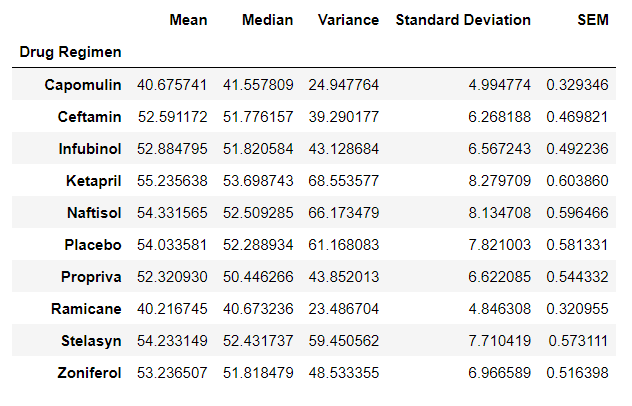 Mean Median Variance Standard Deviation SEM
Drug Regimen
Capomulin 40.675741 41.557809 24.947764 4.994774 0.329346
Ceftamin 52.591172 51.776157 39.290177 6.268188 0.469821
Infubinol 52.884795 51.820584 43.128684 6.567243 0.492236
Ketapril 55.235638 53.698743 68.553577 8.279709 0.603860
Naftisol 54.331565 52.509285 66.173479 8.134708 0.596466
Placebo 54.033581 52.288934 61.168083 7.821003 0.581331
Propriva 52.320930 50.446266 43.852013 6.622085 0.544332
Ramicane 40.216745 40.673236 23.486704 4.846308 0.320955
Stelasyn 54.233149 52.431737 59.450562 7.710419 0.573111
Zoniferol 53.236507 51.818479 48.533355 6.966589 0.516398